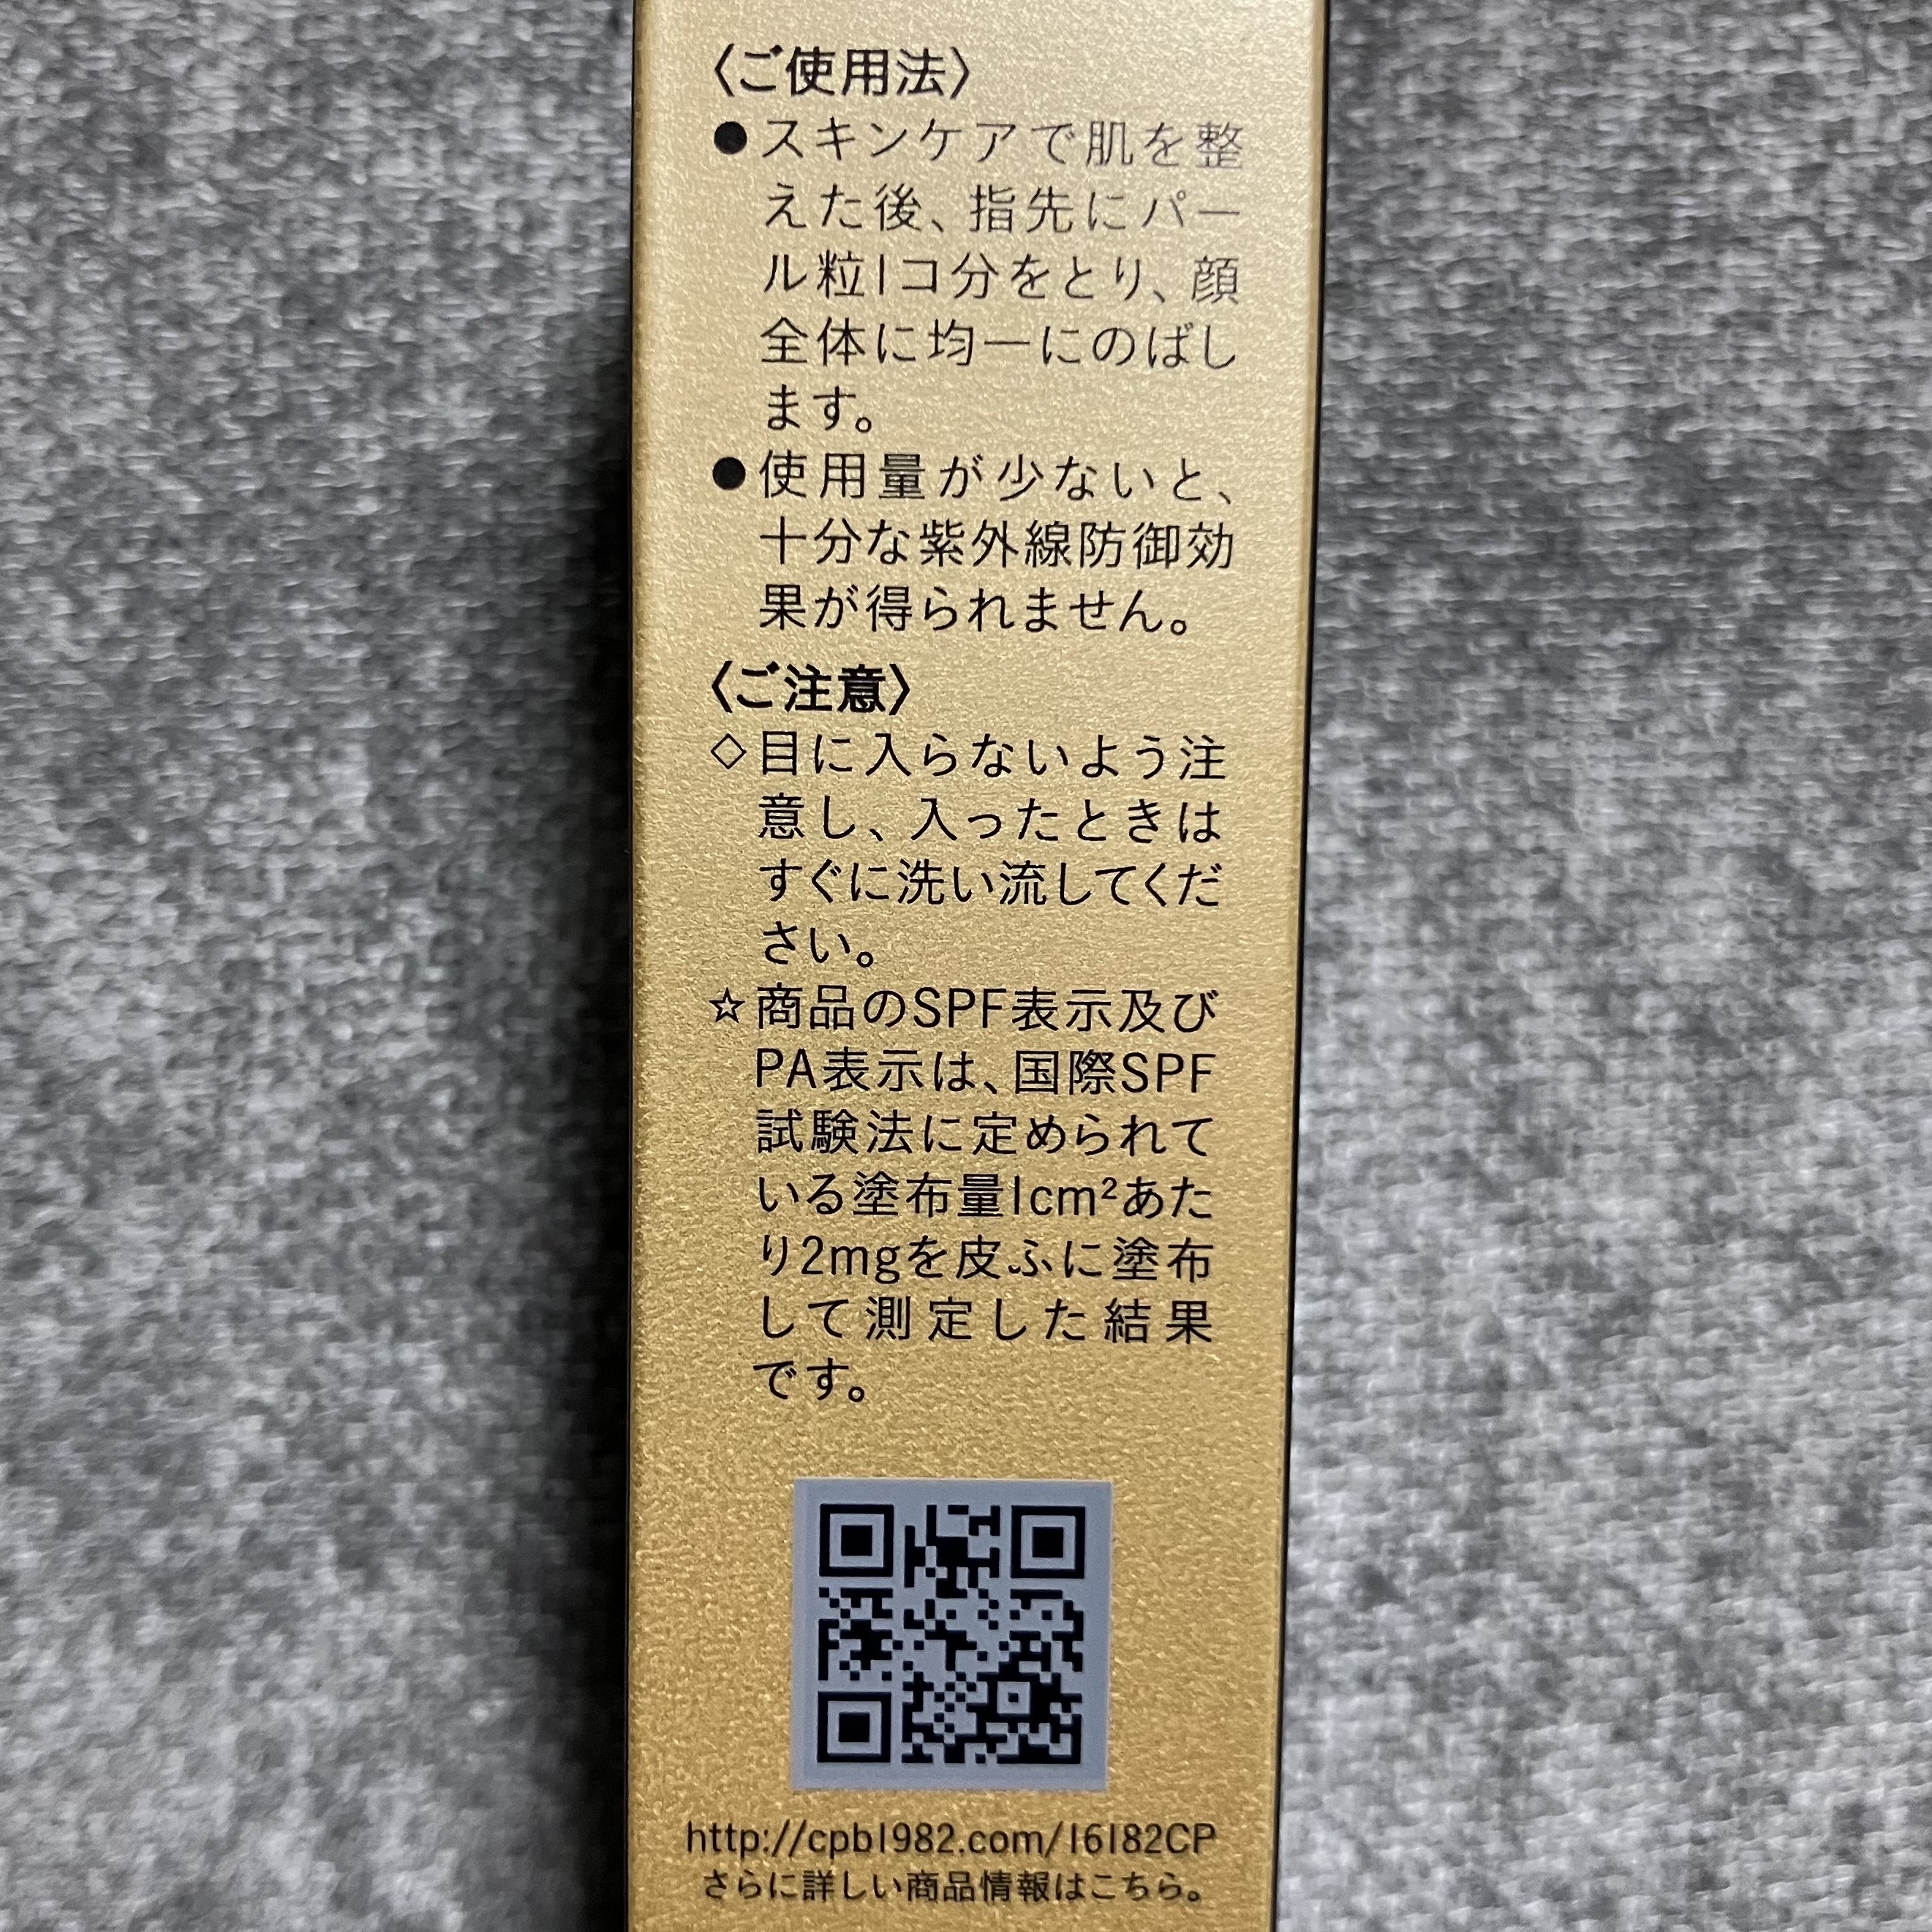 〈ご使用法〉
●スキンケアで肌を整
えた後、指先にパー
ル粒1コ分をとり、顔
全体に均一にのばし
ます。
●使用量が少ないと、
十分な紫外線防御効
果が得られません。
〈ご注意〉
◇目に入らないよう注
意し、入ったときは
すぐに洗い流してくだ
さい。
☆商品のSPF表示及び
PA表示は、国際SPF
試験法に定められて
いる塗布量1cm²あた
り2mgを皮ふに塗布
して測定した結果
です。
http://cpb1982.com/16182CP
さらに詳しい商品情報はこちら。